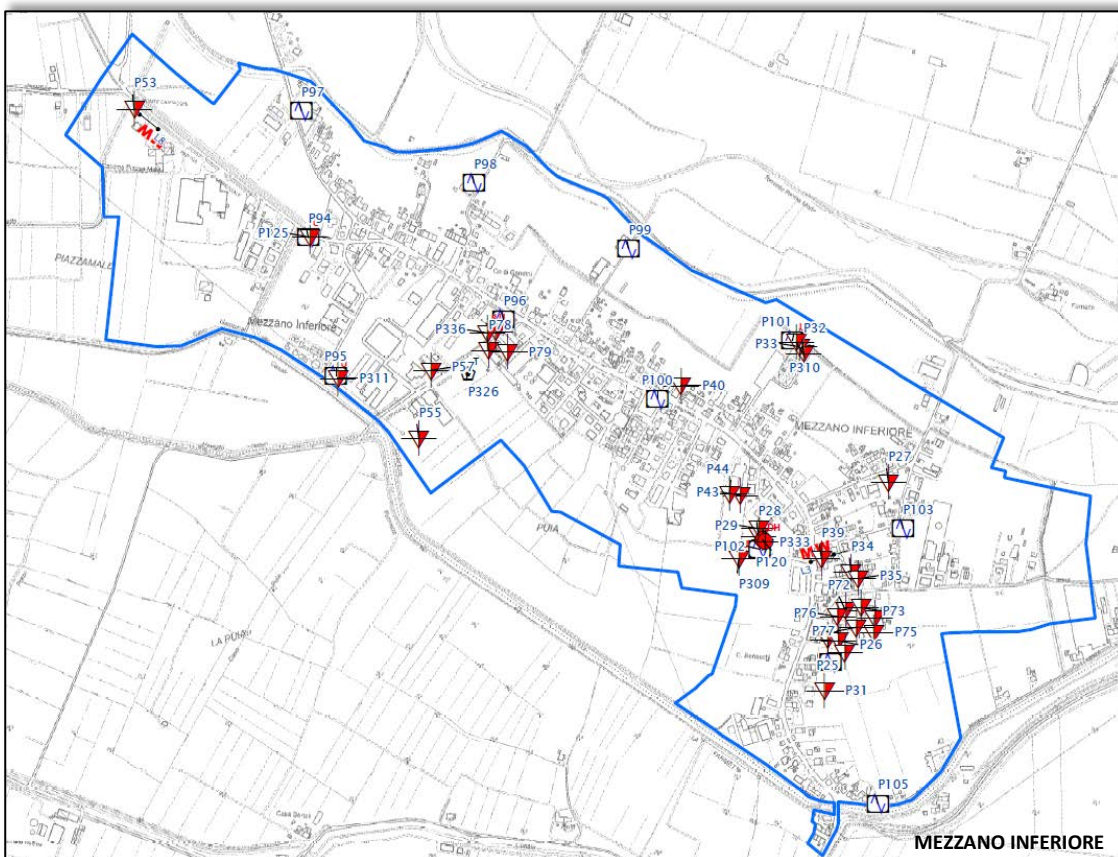 P53
P97
P98
P94
P125
P99
PIAZZAMALE
Mezzano Inferiore
P96
P336
P78
P79
P101
P32
P33
P310
P95
P311
P57
P326
P100
P40
P55
MEZZANO INFERIORE
P27
P44
P43
P28
P29
P103
P102
P333
P120
P39
P34
P309
P35
P72
PUIA
P76
P73
P77
P75
P26
P25
LA PUIA
P31
P105
MEZZANO INFERIORE